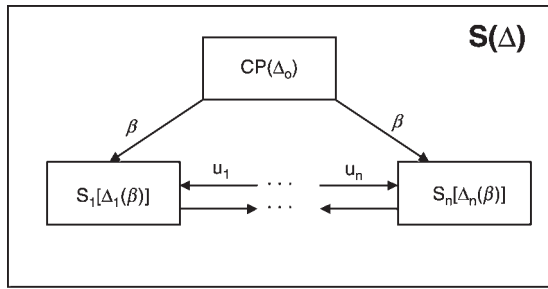 S(Δ)
CP(Δₒ)
β β
u₁ · · · uₙ
S₁[Δ₁(β)] · · · Sₙ[Δₙ(β)]